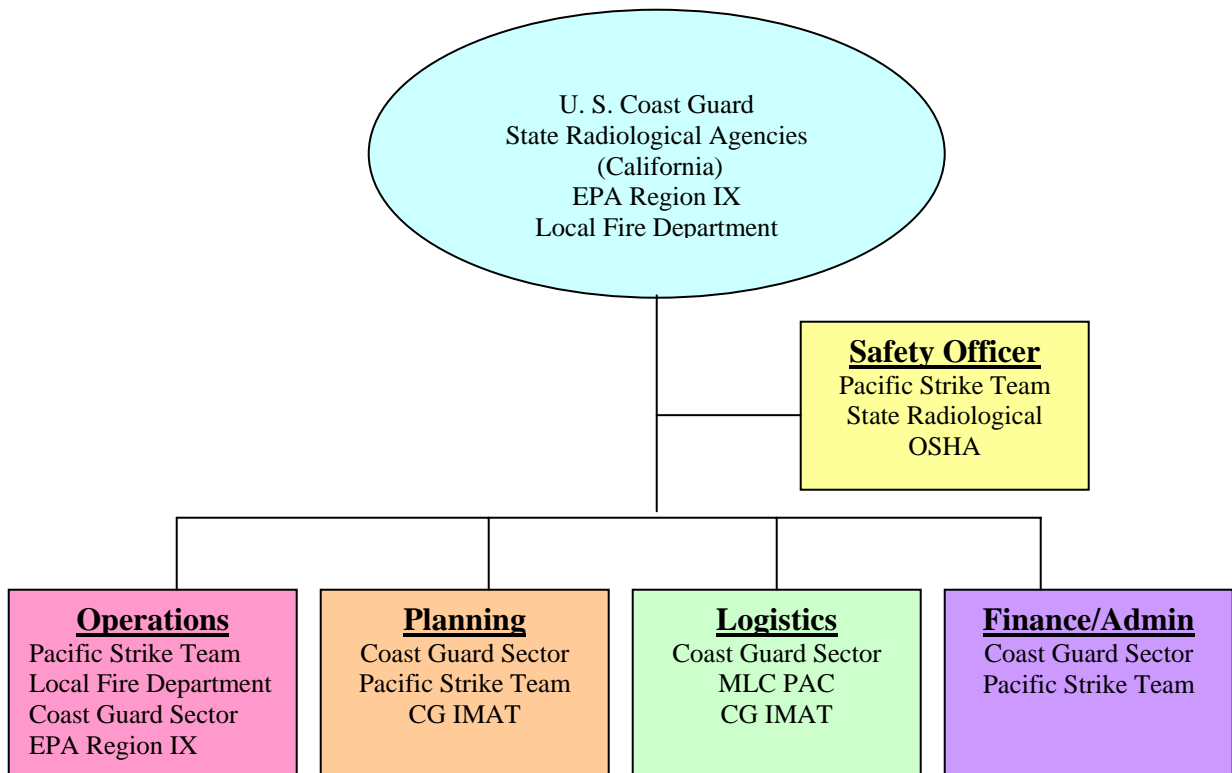 U. S. Coast Guard
State Radiological Agencies
(California)
EPA Region IX
Local Fire Department
Safety Officer
Pacific Strike Team
State Radiological
OSHA
Operations
Pacific Strike Team
Local Fire Department
Coast Guard Sector
EPA Region IX
Planning
Coast Guard Sector
Pacific Strike Team
CG IMAT
Logistics
Coast Guard Sector
MLC PAC
CG IMAT
Finance/Admin
Coast Guard Sector
Pacific Strike Team